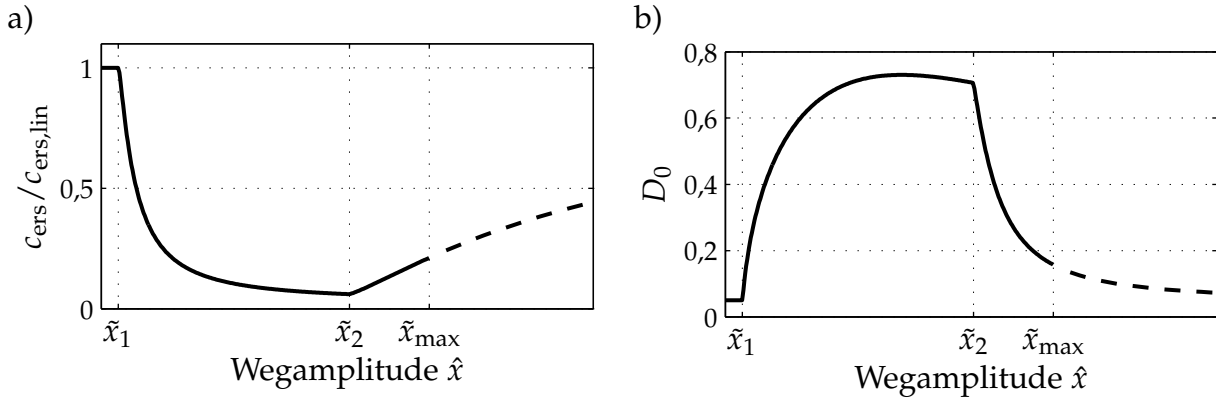 a)
1
0,5
0
c_ers/c_ers,lin
x̃_1 x̃_2 x̃_max
Wegamplitude x̂
b)
0,8
0,6
0,4
0,2
0
D_0
x̃_1 x̃_2 x̃_max
Wegamplitude x̂